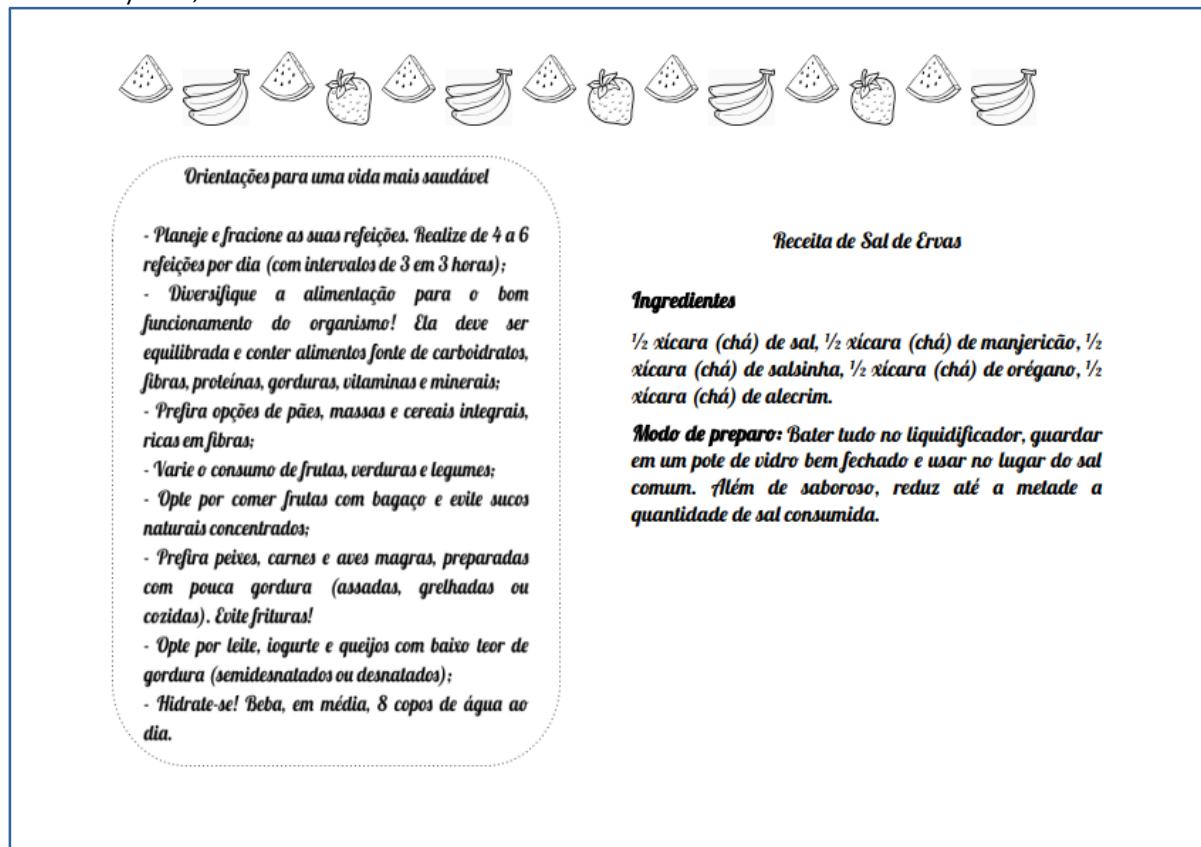 Orientações para uma vida mais saudável
- Planeje e fracione as suas refeições. Realize de 4 a 6
refeições por dia (com intervalos de 3 em 3 horas);
- Diversifique a alimentação para o bom
funcionamento do organismo! Ela deve ser
equilibrada e conter alimentos fonte de carboidratos,
fibras, proteínas, gorduras, vitaminas e minerais;
- Prefira opções de pães, massas e cereais integrais,
ricas em fibras;
- Varie o consumo de frutas, verduras e legumes;
- Opte por comer frutas com bagaço e evite sucos
naturais concentrados;
- Prefira peixes, carnes e aves magras, preparadas
com pouca gordura (assadas, grelhadas ou
cozidas). Evite frituras!
- Opte por leite, iogurte e queijos com baixo teor de
gordura (semidesnatados ou desnatados);
- Hidrate-se! Beba, em média, 8 copos de água ao
dia.
Receita de Sal de Ervas
Ingredientes
½ xícara (chá) de sal, ½ xícara (chá) de manjericão, ½
xícara (chá) de salsinha, ½ xícara (chá) de orégano, ½
xícara (chá) de alecrim.
Modo de preparo: Bater tudo no liquidificador, guardar
em um pote de vidro bem fechado e usar no lugar do sal
comum. Além de saboroso, reduz até a metade a
quantidade de sal consumida.